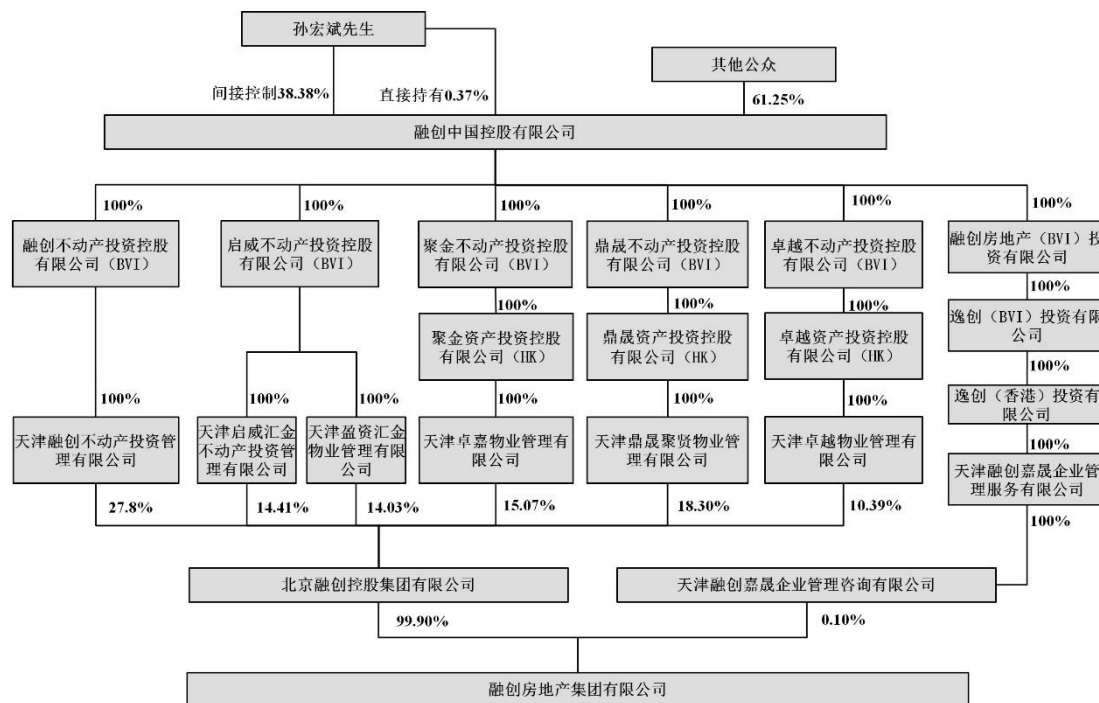 孙宏斌先生
其他公众
间接控制38.38%
直接持有0.37%
61.25%
融创中国控股有限公司
100%
100%
100%
100%
100%
100%
融创不动产投资控股
有限公司（BVI）
启威不动产投资控股
有限公司（BVI）
聚金不动产投资控股
有限公司（BVI）
鼎晟不动产投资控股
有限公司（BVI）
卓越不动产投资控股
有限公司（BVI）
融创房地产（BVI）投
资有限公司
100%
100%
100%
100%
聚金资产投资控股
有限公司（HK）
鼎晟资产投资控股
有限公司（HK）
卓越资产投资控股
有限公司（HK）
逸创（BVI）投资有限公
司
100%
逸创（香港）投资有
限公司
100%
100%
100%
100%
100%
100%
100%
天津融创不动产投资管
理有限公司
天津启威汇金
不动产投资管
理有限公司
天津盈资汇金
物业管理有限
公司
天津卓嘉物业管理有
限公司
天津鼎晟聚贤物业管
理有限公司
天津卓越物业管理有
限公司
天津融创嘉晟企业管
理服务有限公司
27.8%
14.41%
14.03%
15.07%
18.30%
10.39%
100%
北京融创控股集团有限公司
天津融创嘉晟企业管理咨询有限公司
99.90%
0.10%
融创房地产集团有限公司